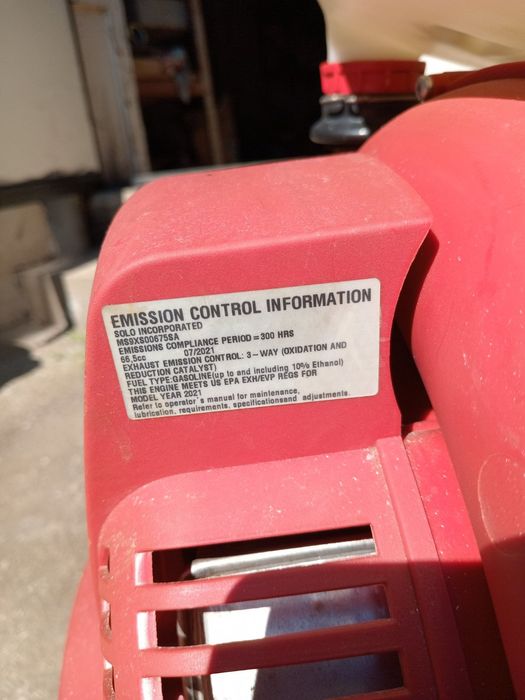 EMISSION CONTROL INFORMATION
SOLO INCORPORATED
MS9XS00675SA
EMISSIONS COMPLIANCE PERIOD=300 HRS
66.5cc 07/2021
EXHAUST EMISSION CONTROL: 3-WAY (OXIDATION AND
REDUCTION CATALYST)
FUEL TYPE:GASOLINE(up to and including 10% Ethanol)
THIS ENGINE MEETS US EPA EXH/EVP REGS FOR
MODEL YEAR 2021
Refer to operator's manual for maintenance,
lubrication, requirements, specificationsand adjustments.